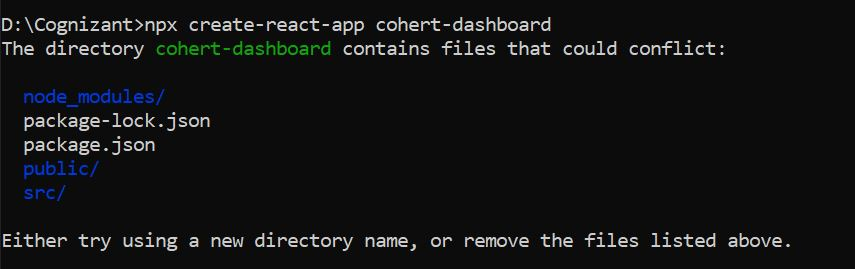 D:\Cognizant>npx create-react-app cohert-dashboard
The directory cohert-dashboard contains files that could conflict:
node_modules/
package-lock.json
package.json
public/
src/
Either try using a new directory name, or remove the files listed above.